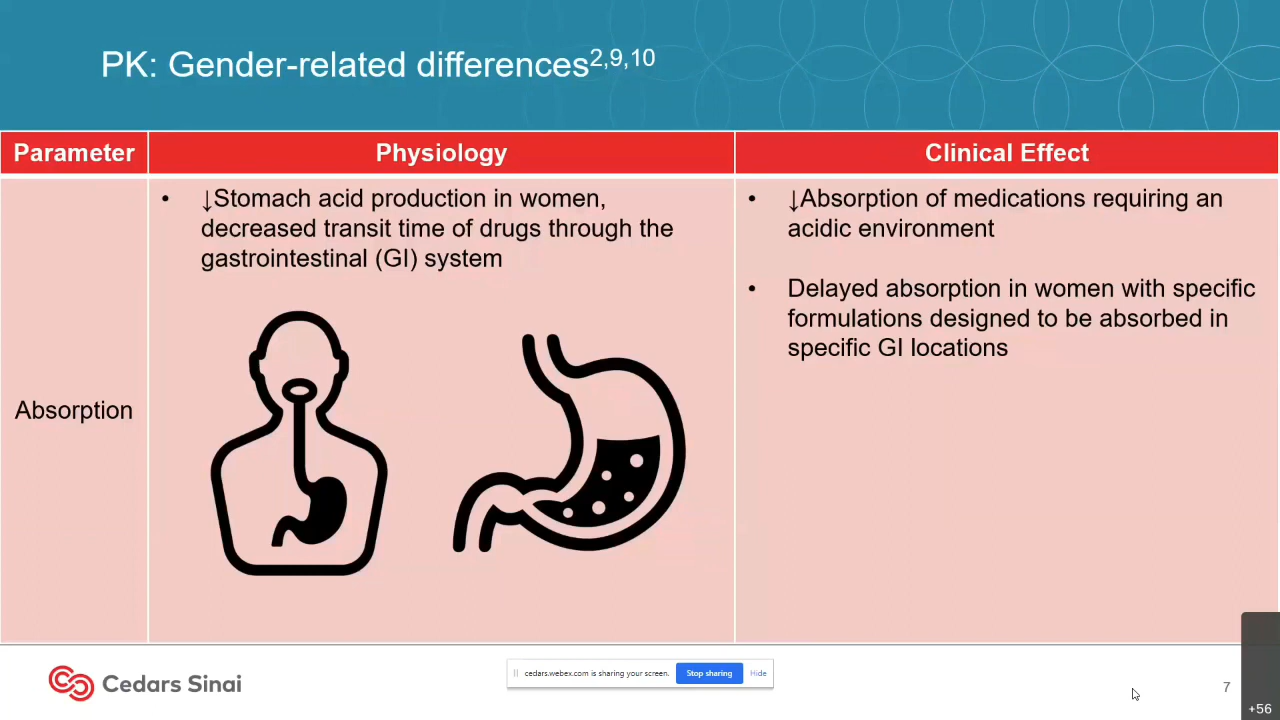 PK: Gender-related differences2,9,10
Parameter
Physiology
Clinical Effect
Absorption
• ↓Stomach acid production in women,
decreased transit time of drugs through the
gastrointestinal (GI) system
• ↓Absorption of medications requiring an
acidic environment
• Delayed absorption in women with specific
formulations designed to be absorbed in
specific GI locations
Cedars Sinai
cedars.webex.com is sharing your screen.
Stop sharing
Hide
7
+56